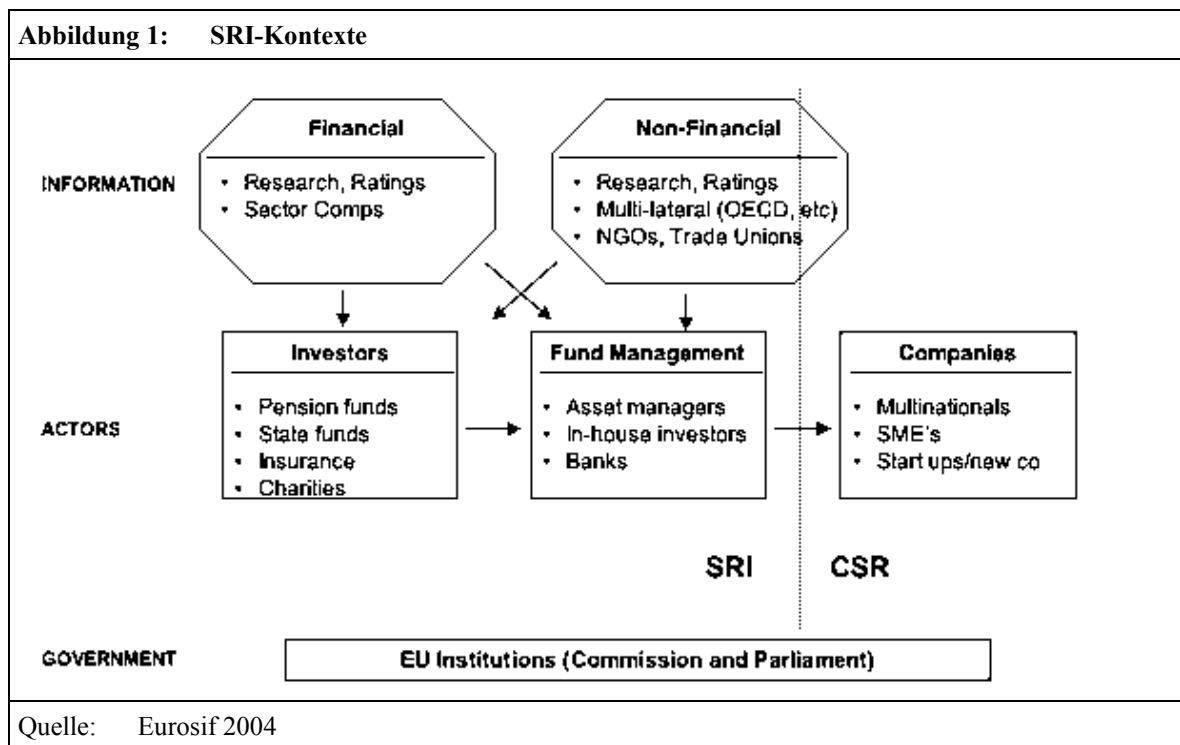 Abbildung 1: SRI-Kontexte
Financial
Non-Financial
INFORMATION
• Research, Ratings
• Sector Comps
• Research, Ratings
• Multi-lateral (OECD, etc)
• NGOs, Trade Unions
Investors
Fund Management
Companies
ACTORS
• Pension funds
• State funds
• Insurance
• Charities
• Asset managers
• In-house investors
• Banks
• Multinationals
• SME's
• Start ups/new co
SRI
CSR
GOVERNMENT
EU Institutions (Commission and Parliament)
Quelle: Eurosif 2004